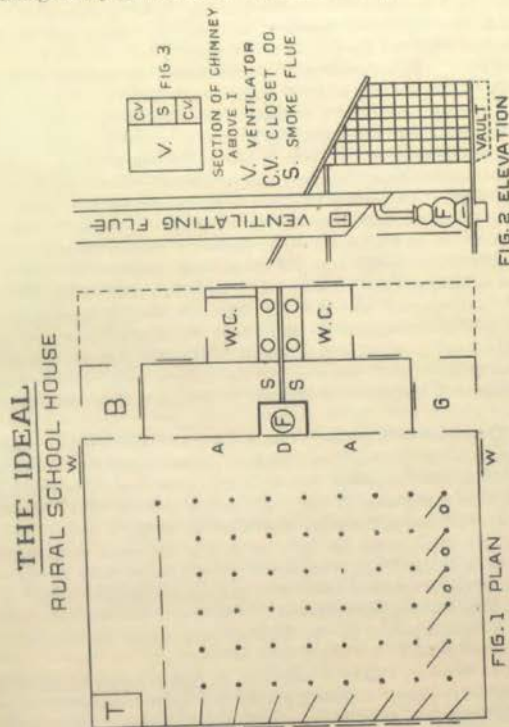 THE IDEAL
RURAL SCHOOL HOUSE
W
T
B
A
D
A
F
S
S
W.C.
W.C.
G
W
FIG. 1 PLAN
CV
V. S
CV
FIG 3
SECTION OF CHIMNEY
ABOVE I
V. VENTILATOR
C.V. CLOSET DO.
S. SMOKE FLUE
VENTILATING FLUE
I
F
VAULT
FIG. 2 ELEVATION